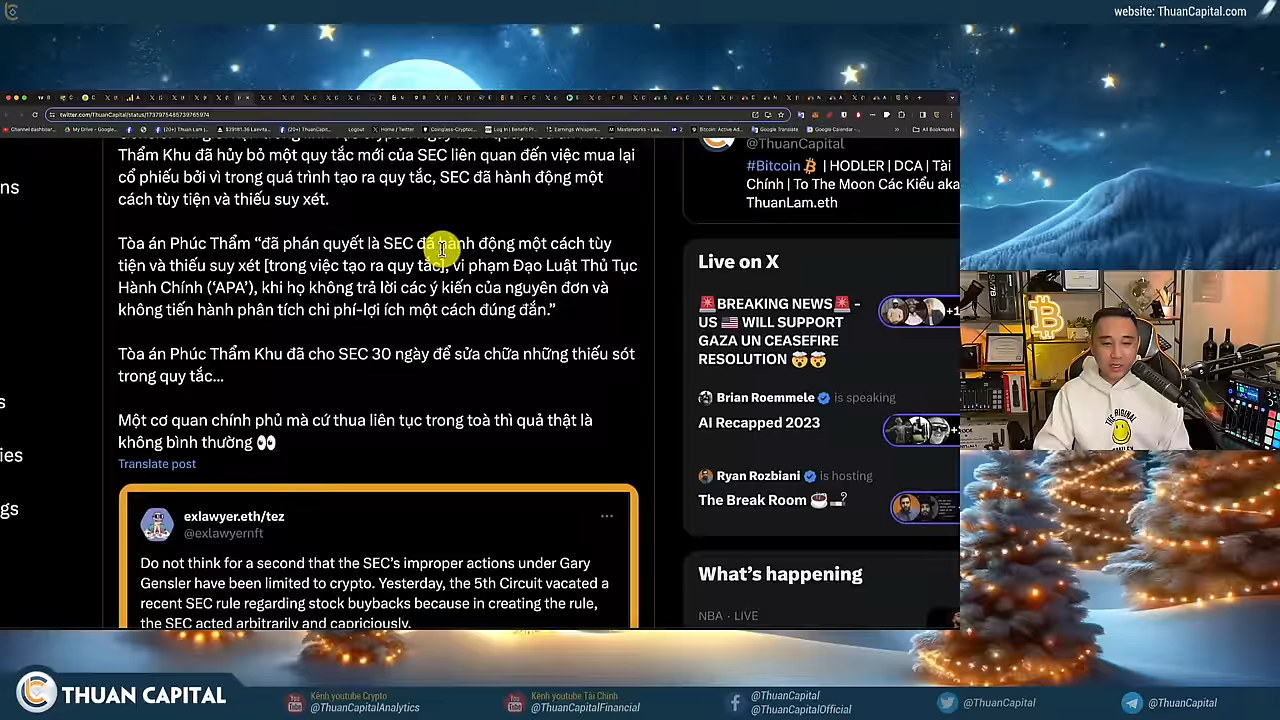 website: ThuanCapital.com
twitter.com/thuancapital/status/1737975485739765974
Thẩm Khu đã hủy bỏ một quy tắc mới của SEC liên quan đến việc mua lại
cổ phiếu bởi vì trong quá trình tạo ra quy tắc, SEC đã hành động một
cách tùy tiện và thiếu suy xét.
Tòa án Phúc Thẩm “đã phán quyết là SEC đã hành động một cách tùy
tiện và thiếu suy xét [trong việc tạo ra quy tắc], vi phạm Đạo Luật Thủ Tục
Hành Chính (‘APA’), khi họ không trả lời các ý kiến của nguyên đơn và
không tiến hành phân tích chi phí-lợi ích một cách đúng đắn.”
Tòa án Phúc Thẩm Khu đã cho SEC 30 ngày để sửa chữa những thiếu sót
trong quy tắc...
Một cơ quan chính phủ mà cứ thua liên tục trong toà thì quả thật là
không bình thường 👀
Translate post
exlawyer.eth/tez
@exlawyernft
Do not think for a second that the SEC’s improper actions under Gary
Gensler have been limited to crypto. Yesterday, the 5th Circuit vacated a
recent SEC rule regarding stock buybacks because in creating the rule,
the SEC acted arbitrarily and capriciously.
ns
s
ies
gs
@ThuanCapital
#Bitcoin | HODLER | DCA | Tài
Chính | To The Moon Các Kiểu aka
ThuanLam.eth
Live on X
🚨BREAKING NEWS🚨 -
US 🇺🇸 WILL SUPPORT
GAZA UN CEASEFIRE
RESOLUTION 🤯🤯
+1
Brian Roemmele is speaking
AI Recapped 2023
Ryan Rozbiani is hosting
The Break Room ☕🚬
What’s happening
NBA · LIVE
THUAN CAPITAL
Kênh youtube Crypto
@ThuanCapitalAnalytics
Kênh youtube Tài Chính
@ThuanCapitalFinancial
@ThuanCapital
@ThuanCapitalOfficial
@ThuanCapital
@ThuanCapital